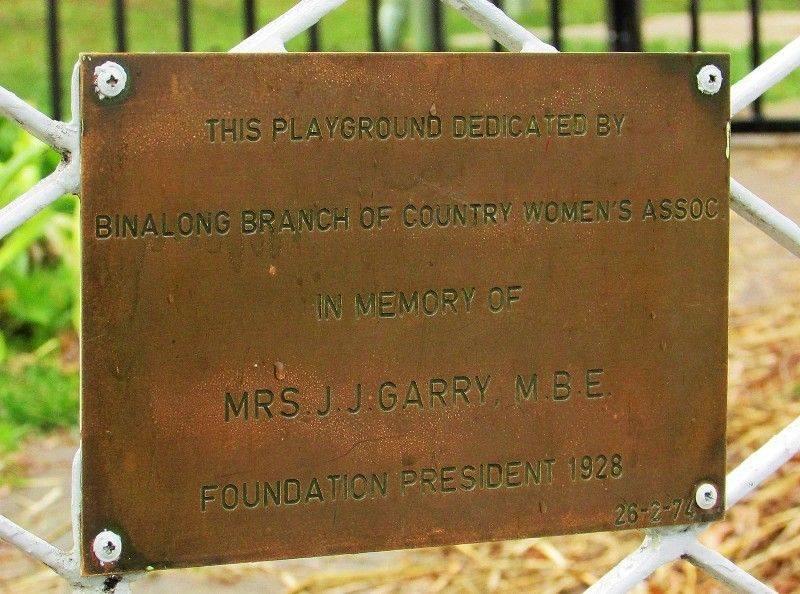 THIS PLAYGROUND DEDICATED BY
BINALONG BRANCH OF COUNTRY WOMEN'S ASSOC.
IN MEMORY OF
MRS. J. J. GARRY, M.B.E.
FOUNDATION PRESIDENT 1928
26-2-74